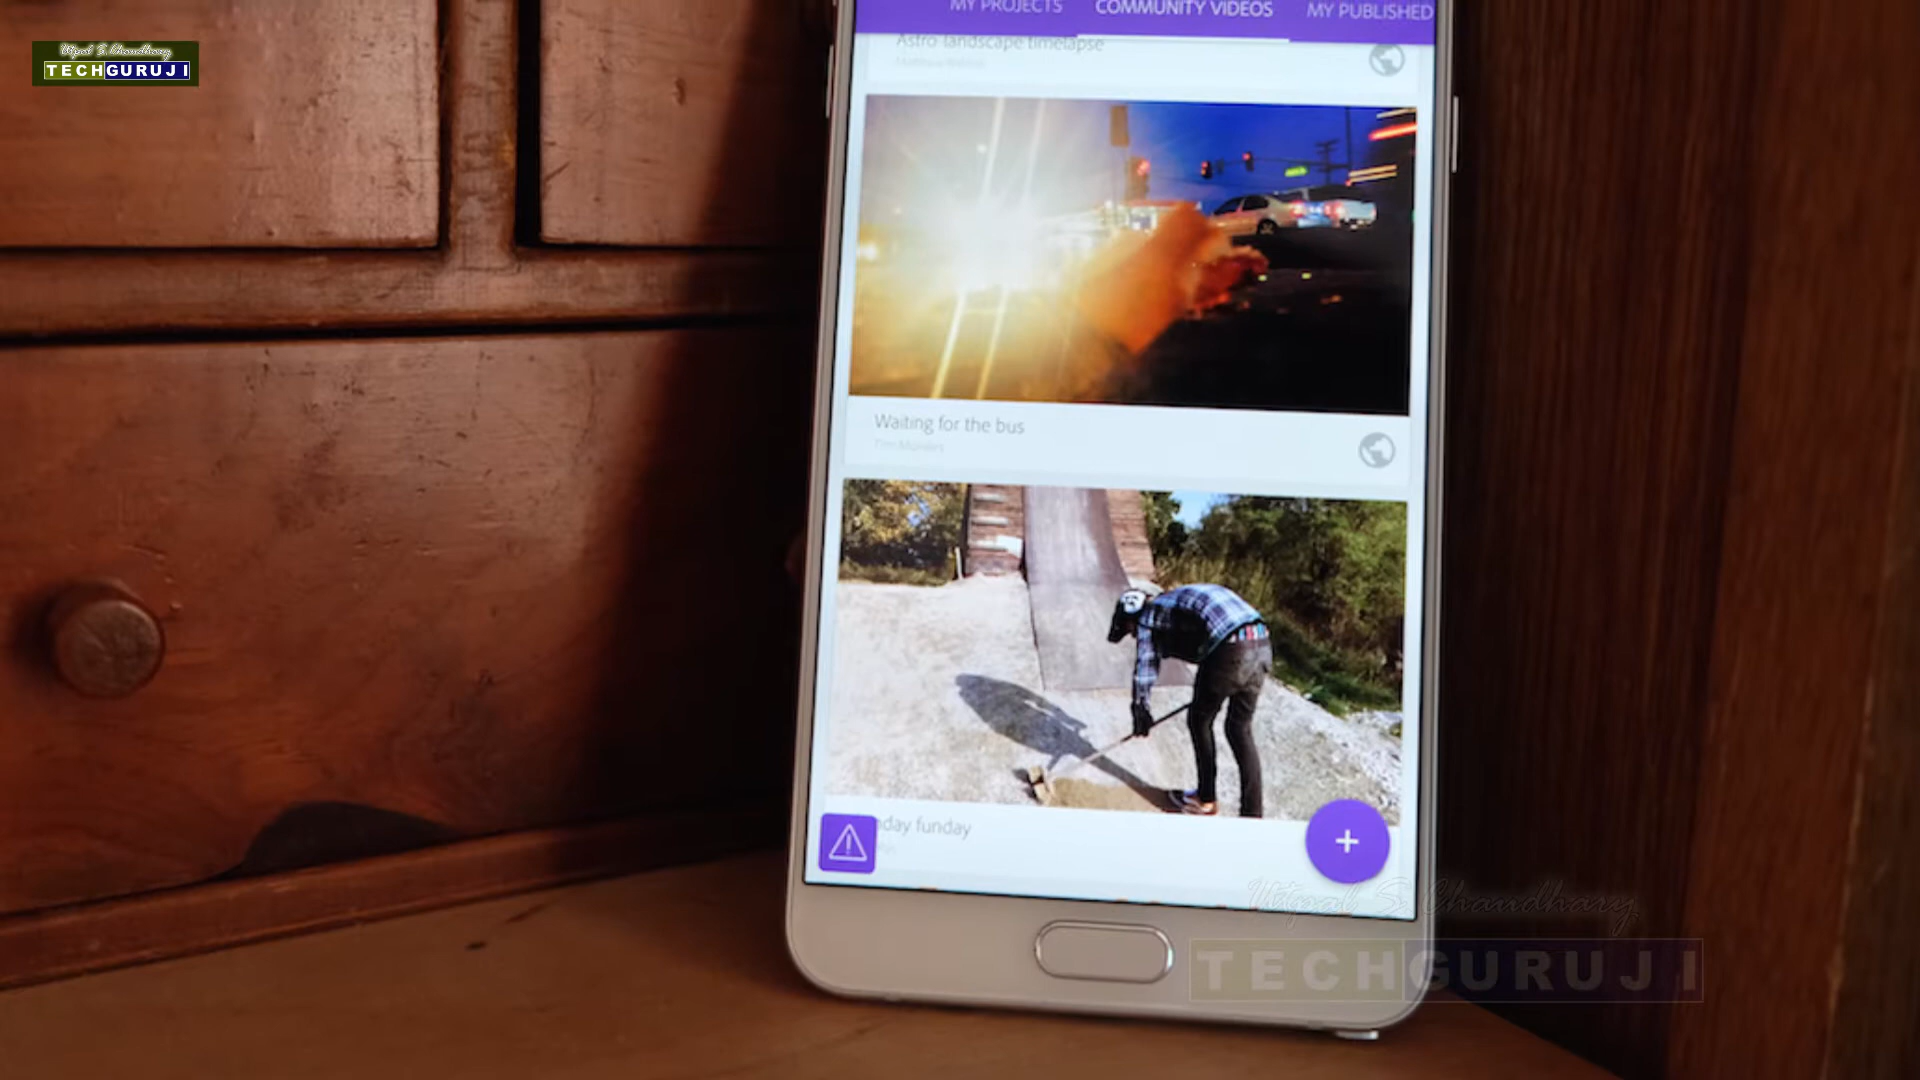 Utpal S. Chaudhary
TECHGURUJI
MY PROJECTS COMMUNITY VIDEOS MY PUBLISHED
Astro landscape timelapse
Waiting for the bus
day funday
Utpal S. Chaudhary
TECHGURUJI